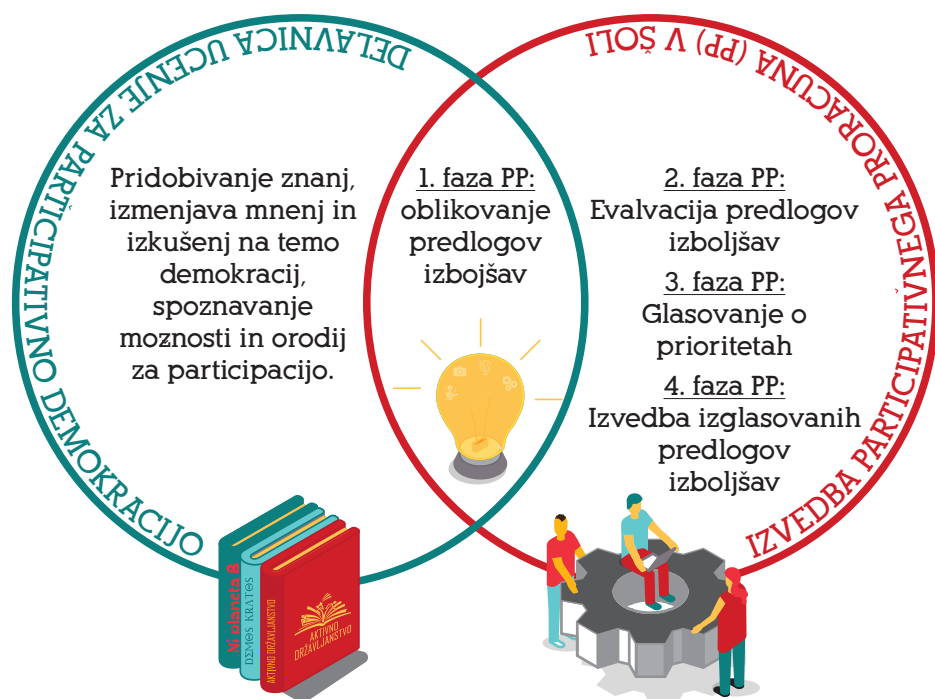 DELAVNICA UCENJE ZA PARTICIPATIVNO DEMOKRACIJO
IZVEDBA PARTICIPATIVNEGA PRORACUNA (PP) V ŠOLI
Pridobivanje znanj,
izmenjava mnenj in
izkušenj na temo
demokracij,
spoznavanje
moznosti in orodij
za participacijo.
1. faza PP:
oblikovanje
predlogov
izbojšav
2. faza PP:
Evalvacija predlogov
izboljšav
3. faza PP:
Glasovanje o
prioritetah
4. faza PP:
Izvedba izglasovanih
predlogov
izboljšav
Ni planeta B
DEMOS KRATOS
AKTIVNO DRŽAVLJANSTVO
AKTIVNO
DRŽAVLJANSTVO